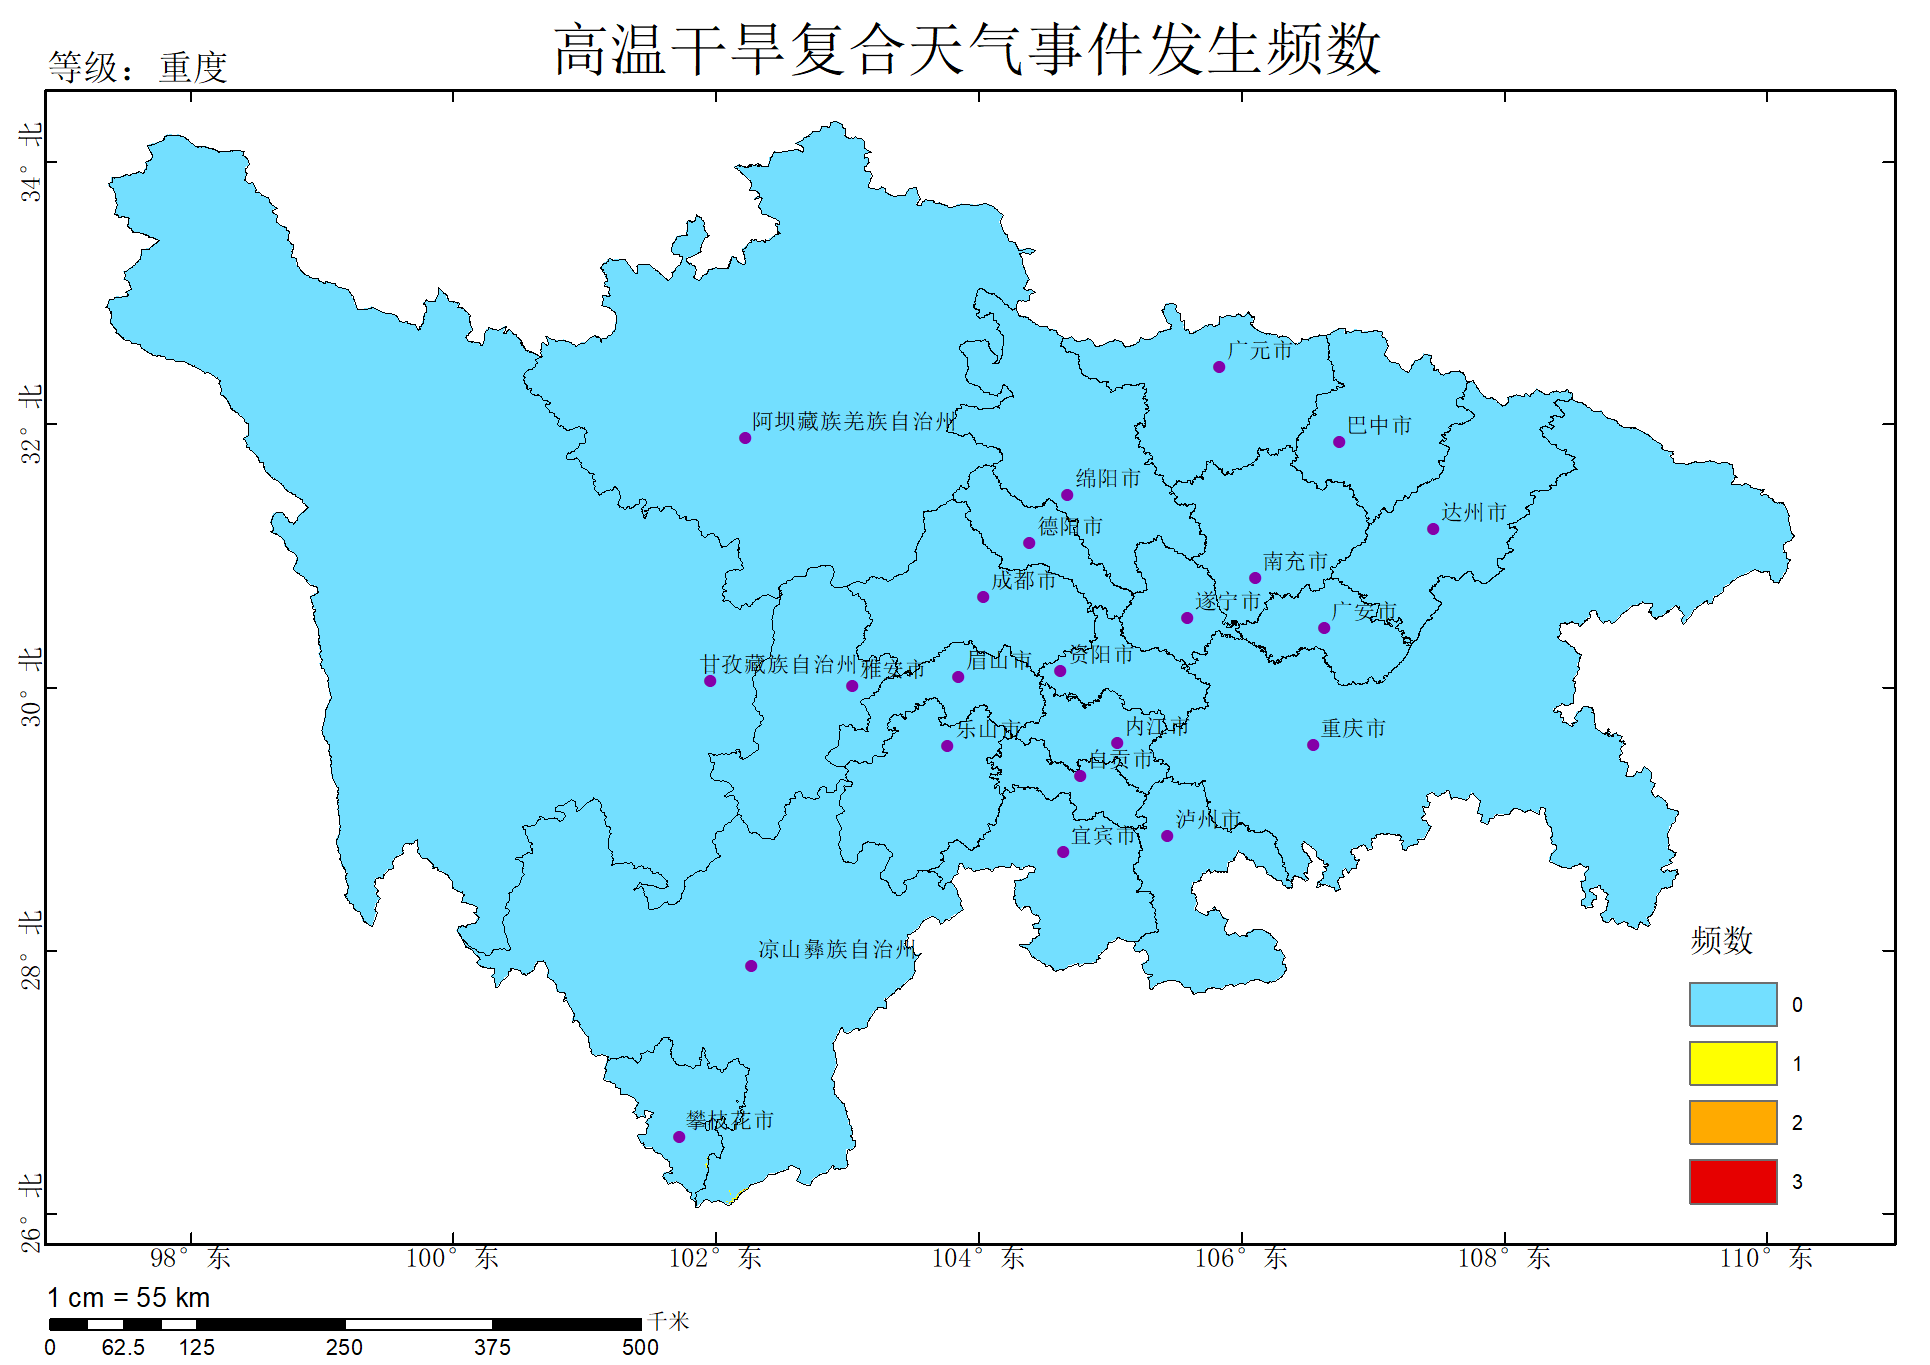 高温干旱复合天气事件发生频数
等级：重度
34° 北
32° 北
30° 北
28° 北
26° 北
广元市
阿坝藏族羌族自治州
巴中市
绵阳市
达州市
德阳市
南充市
成都市
遂宁市
广安市
甘孜藏族自治州
雅安市
眉山市
资阳市
乐山市
内江市
重庆市
自贡市
泸州市
宜宾市
凉山彝族自治州
攀枝花市
频数
0
1
2
3
98° 东
100° 东
102° 东
104° 东
106° 东
108° 东
110° 东
1 cm = 55 km
千米
0 62.5 125 250 375 500